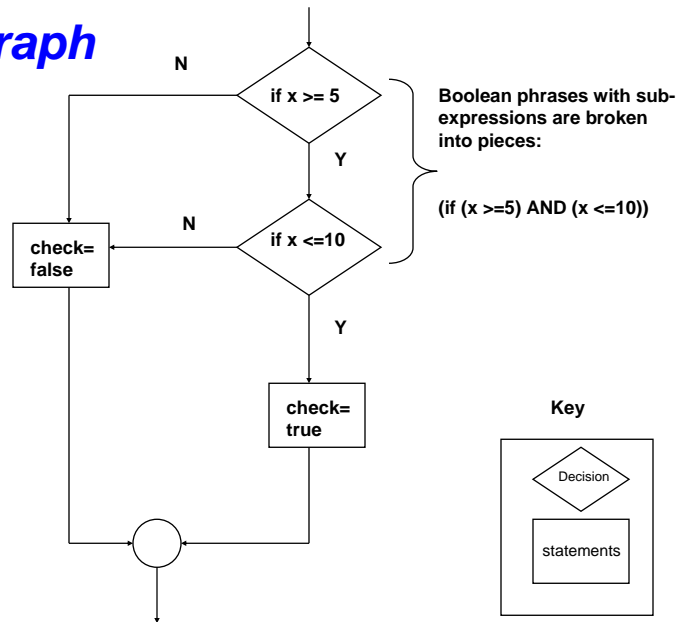 raph
N
if x >= 5
Boolean phrases with sub-
expressions are broken
into pieces:
Y
(if (x >=5) AND (x <=10))
N
if x <=10
check=
false
Y
check=
true
Key
Decision
statements